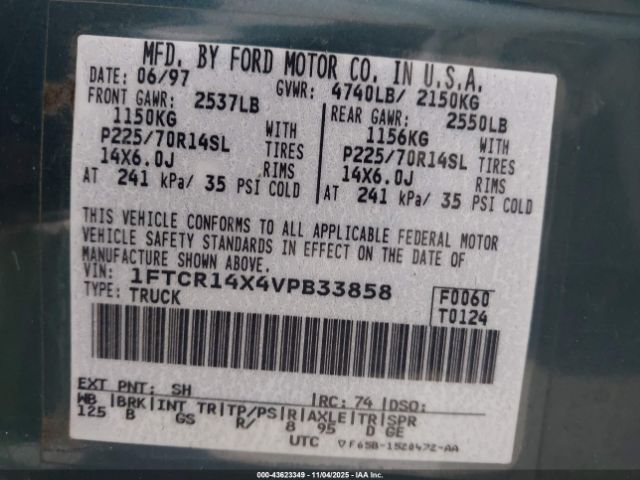 MFD. BY FORD MOTOR CO. IN U.S.A.
DATE: 06/97 GVWR: 4740LB/ 2150KG
FRONT GAWR: 2537LB REAR GAWR: 2550LB
1150KG WITH 1156KG WITH
P225/70R14SL TIRES P225/70R14SL TIRES
14X6.0J RIMS 14X6.0J RIMS
AT 241 kPa/ 35 PSI COLD AT 241 kPa/ 35 PSI COLD
THIS VEHICLE CONFORMS TO ALL APPLICABLE FEDERAL MOTOR
VEHICLE SAFETY STANDARDS IN EFFECT ON THE DATE OF
MANUFACTURE SHOWN ABOVE.
VIN: 1FTCR14X4VPB33858 F0060
TYPE: TRUCK T0124
EXT PNT: SH RC: 74 DSO:
WB BRK INT TR TP/PS R AXLE TR SPR
125 B GS R/ 8 95 D GE
UTC ▽F65B-1520472-AA
43623349 - 11/04/2025 - IAAI.COM